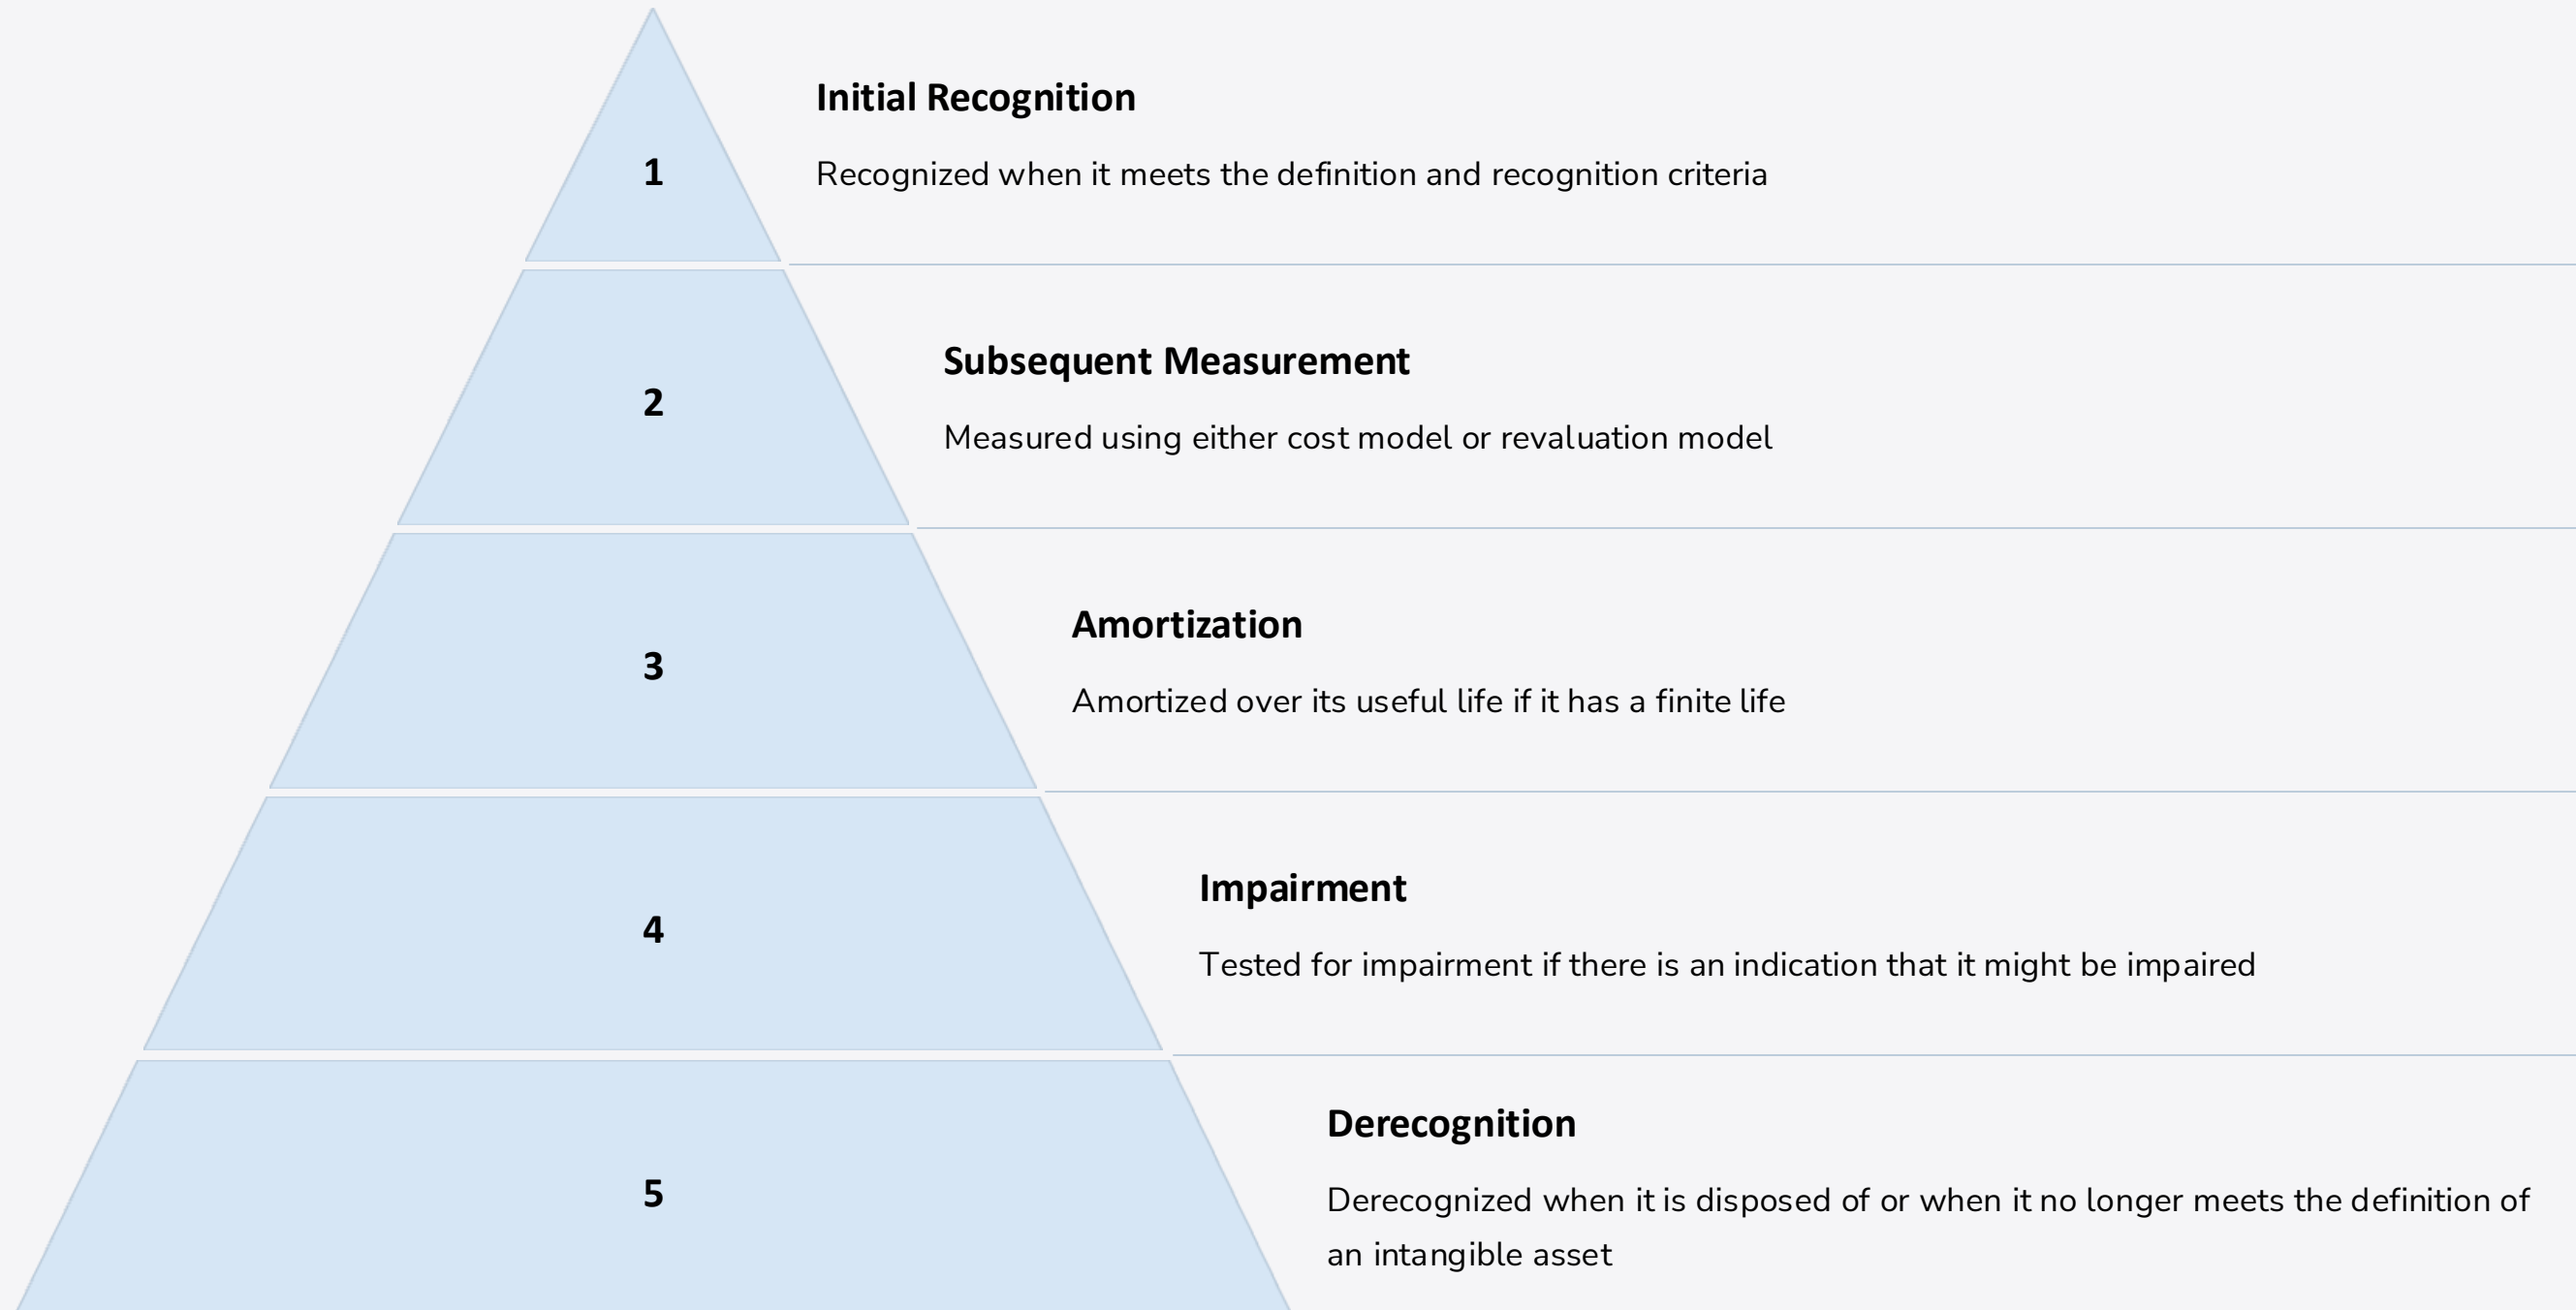 1
Initial Recognition
Recognized when it meets the definition and recognition criteria
2
Subsequent Measurement
Measured using either cost model or revaluation model
3
Amortization
Amortized over its useful life if it has a finite life
4
Impairment
Tested for impairment if there is an indication that it might be impaired
5
Derecognition
Derecognized when it is disposed of or when it no longer meets the definition of
an intangible asset